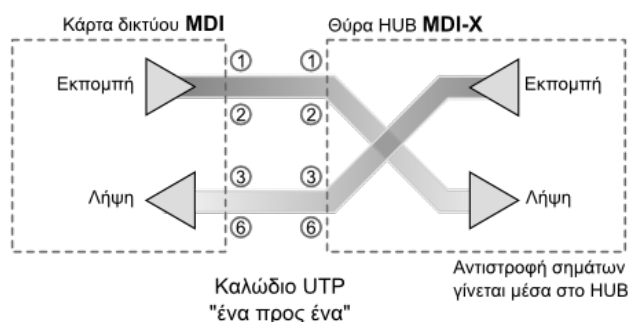 Κάρτα δικτύου MDI
Θύρα HUB MDI-X
Εκπομπή
① ①
Εκπομπή
② ②
③ ③
Λήψη
Λήψη
⑥ ⑥
Καλώδιο UTP
"ένα προς ένα"
Αντιστροφή σημάτων
γίνεται μέσα στο HUB